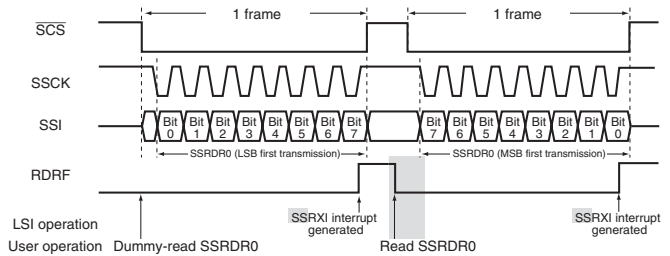 1 frame 1 frame
SCS
SSCK
SSI Bit 0 Bit 1 Bit 2 Bit 3 Bit 4 Bit 5 Bit 6 Bit 7 Bit 7 Bit 6 Bit 5 Bit 4 Bit 3 Bit 2 Bit 1 Bit 0
SSRDR0 (LSB first transmission) SSRDR0 (MSB first transmission)
RDRF
LSI operation SSRXI interrupt generated SSRXI interrupt generated
User operation Dummy-read SSRDR0 Read SSRDR0